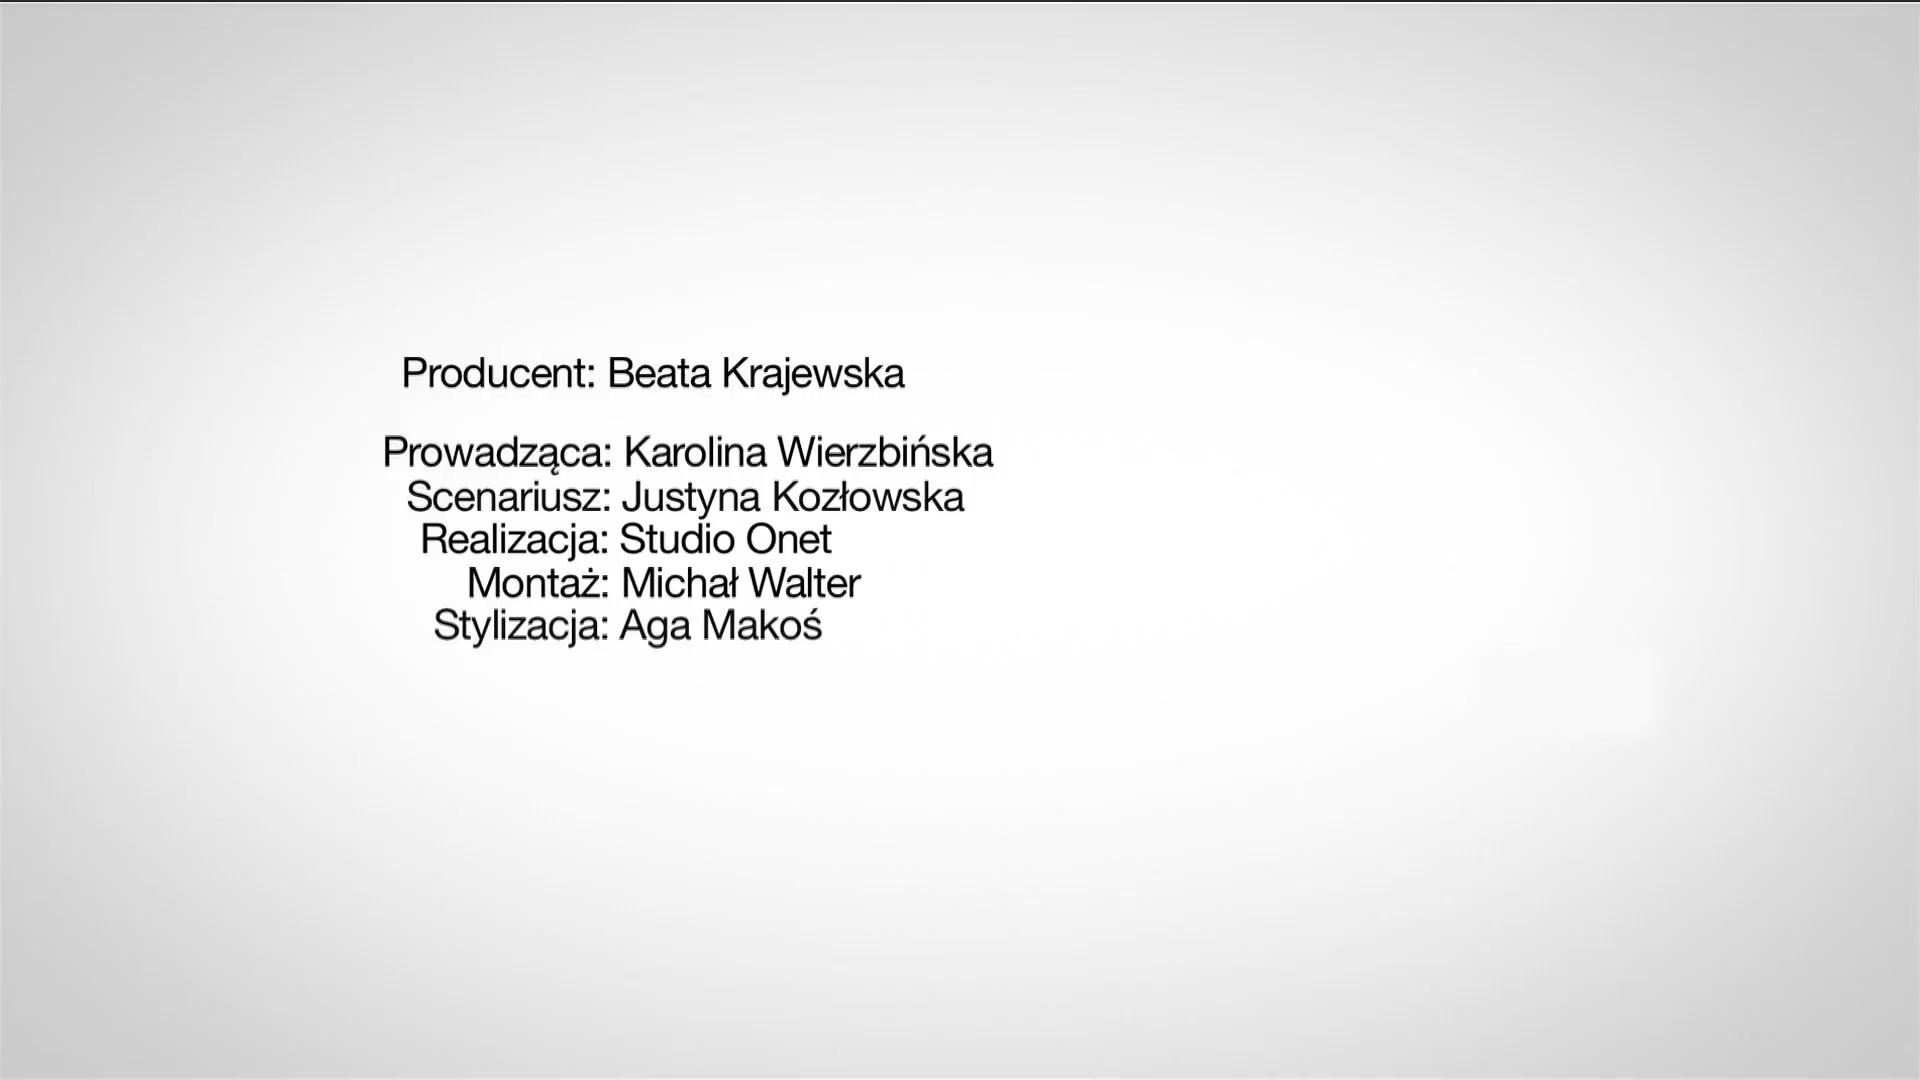 Producent: Beata Krajewska
Prowadząca: Karolina Wierzbińska
Scenariusz: Justyna Kozłowska
Realizacja: Studio Onet
Montaż: Michał Walter
Stylizacja: Aga Makoś